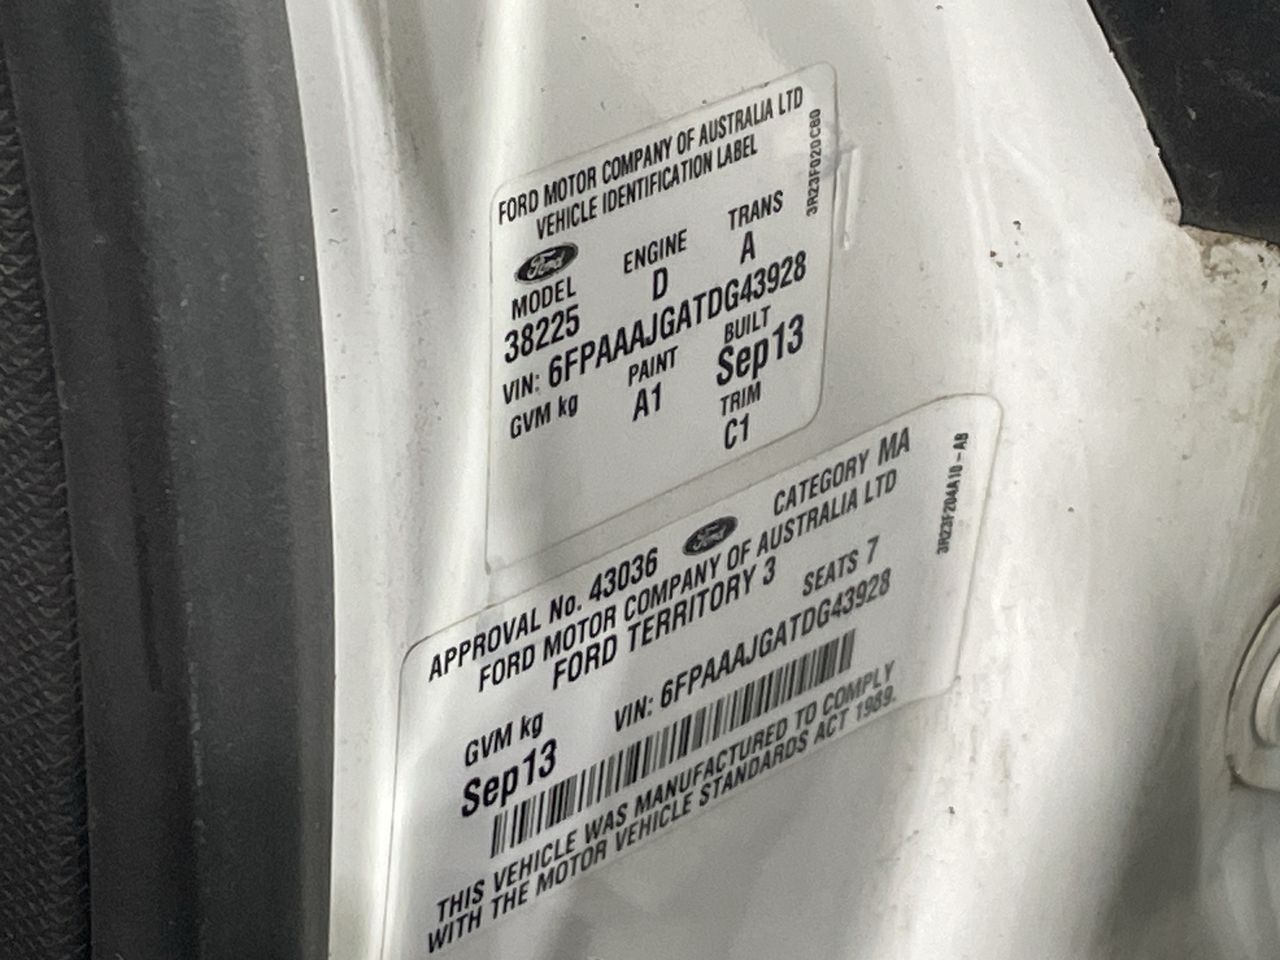 FORD MOTOR COMPANY OF AUSTRALIA LTD
VEHICLE IDENTIFICATION LABEL
Ford
MODEL ENGINE TRANS
38225 D A
VIN: 6FPAAAJGATDG43928
GVM kg PAINT BUILT
A1 Sep13
TRIM
C1
3R23F020CB0
APPROVAL No. 43036 Ford CATEGORY MA
FORD MOTOR COMPANY OF AUSTRALIA LTD
FORD TERRITORY 3 SEATS 7
GVM kg VIN: 6FPAAAJGATDG43928
Sep13
THIS VEHICLE WAS MANUFACTURED TO COMPLY
WITH THE MOTOR VEHICLE STANDARDS ACT 1989.
3R23F204A10-AB